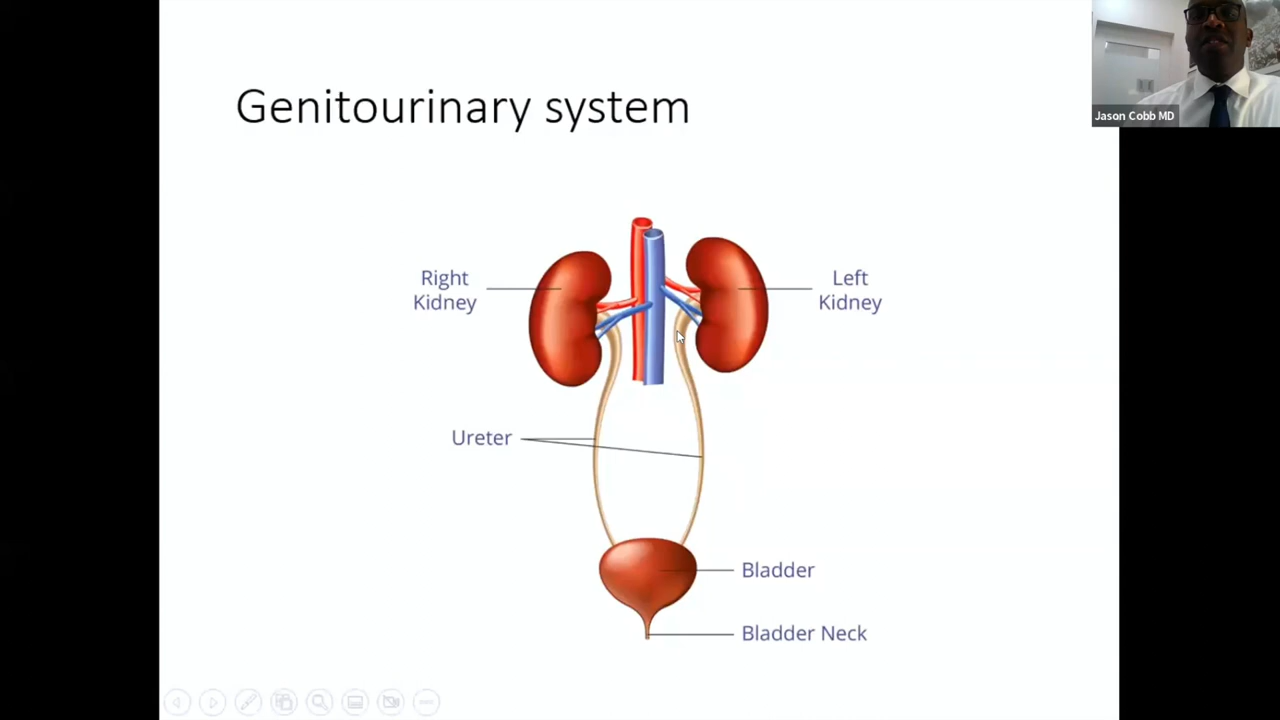 Jason Cobb MD
Genitourinary system
Right
Kidney
Left
Kidney
Ureter
Bladder
Bladder Neck